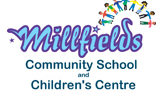 Millfields
Community School
and
Children's Centre